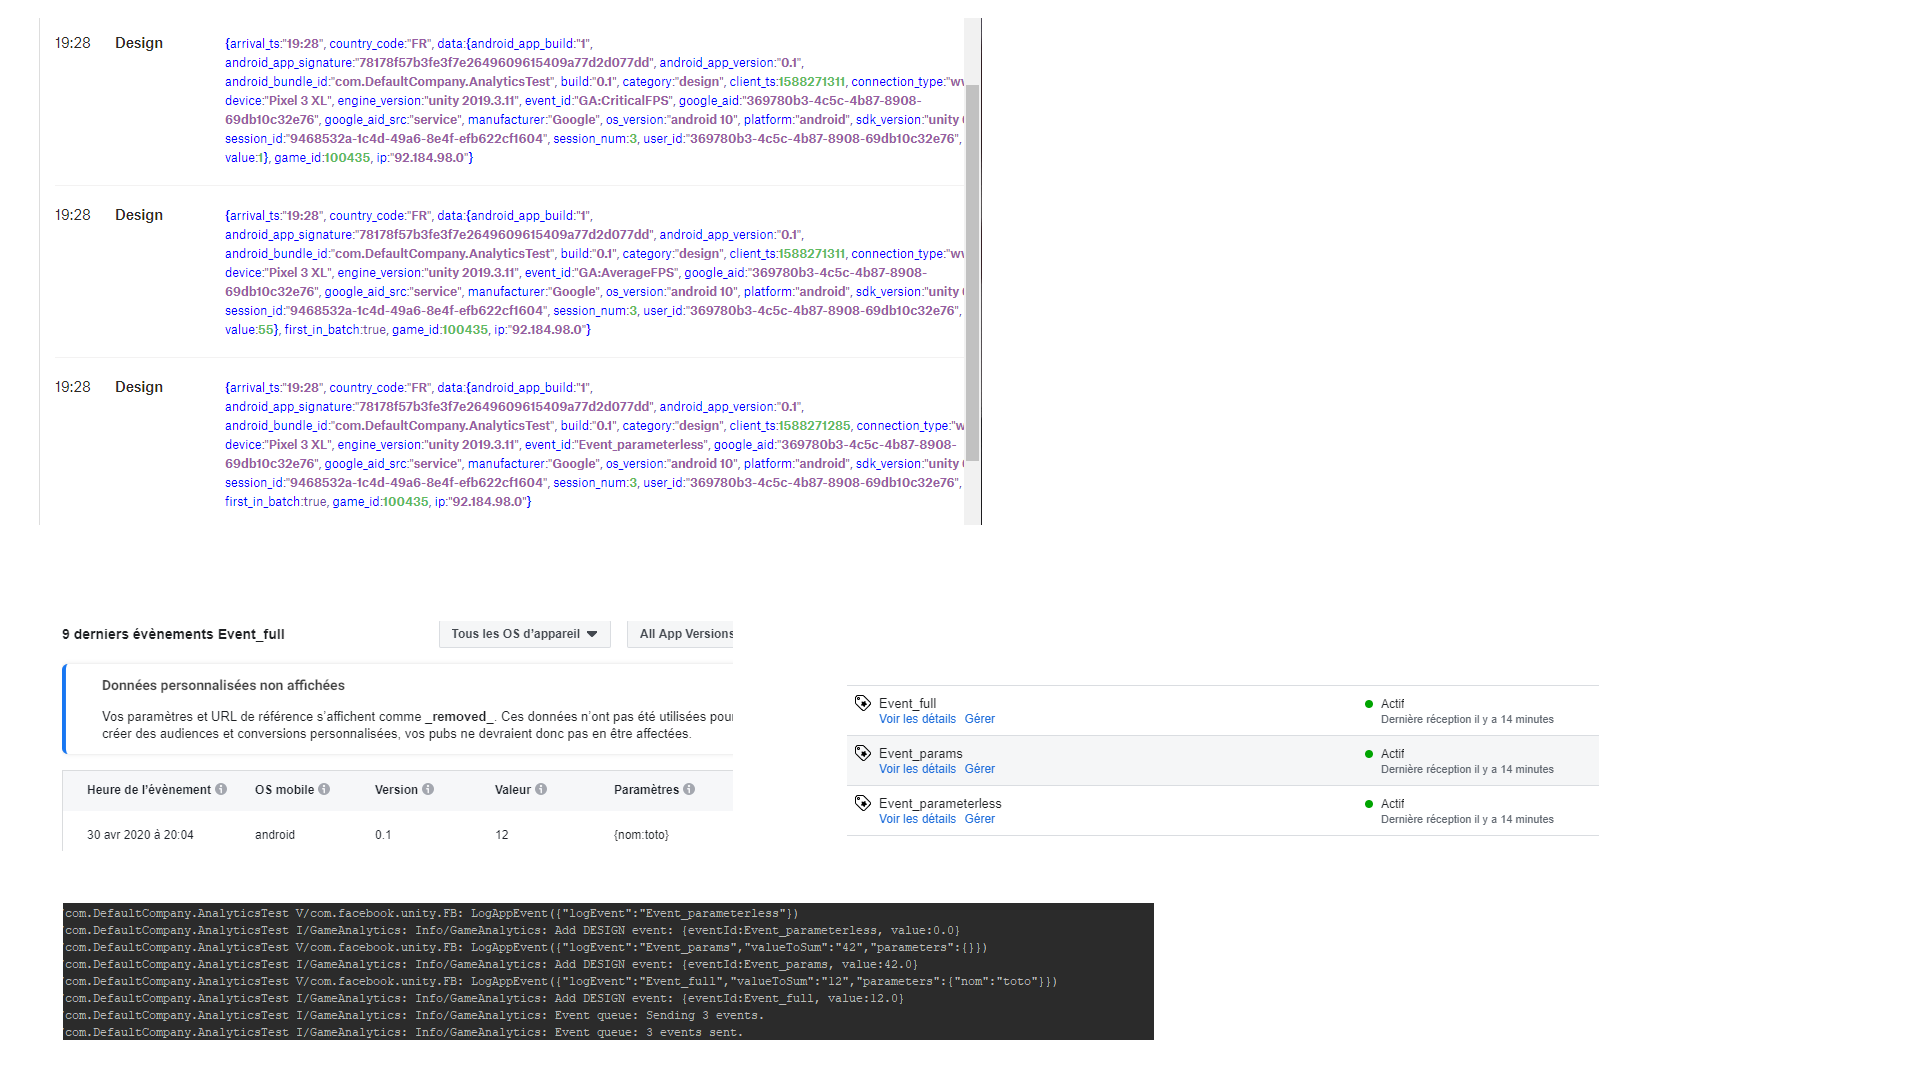 19:28 Design {arrival_ts:"19:28", country_code:"FR", data:{android_app_build:"1",
android_app_signature:"78178f57b3fe3f7e2649609615409a77d2d077dd", android_app_version:"0.1",
android_bundle_id:"com.DefaultCompany.AnalyticsTest", build:"0.1", category:"design", client_ts:1588271311, connection_type:"w
device:"Pixel 3 XL", engine_version:"unity 2019.3.11", event_id:"GA:CriticalFPS", google_aid:"369780b3-4c5c-4b87-8908-
69db10c32e76", google_aid_src:"service", manufacturer:"Google", os_version:"android 10", platform:"android", sdk_version:"unity
session_id:"9468532a-1c4d-49a6-8e4f-efb622cf1604", session_num:3, user_id:"369780b3-4c5c-4b87-8908-69db10c32e76",
value:1}, game_id:100435, ip:"92.184.98.0"}
19:28 Design {arrival_ts:"19:28", country_code:"FR", data:{android_app_build:"1",
android_app_signature:"78178f57b3fe3f7e2649609615409a77d2d077dd", android_app_version:"0.1",
android_bundle_id:"com.DefaultCompany.AnalyticsTest", build:"0.1", category:"design", client_ts:1588271311, connection_type:"w
device:"Pixel 3 XL", engine_version:"unity 2019.3.11", event_id:"GA:AverageFPS", google_aid:"369780b3-4c5c-4b87-8908-
69db10c32e76", google_aid_src:"service", manufacturer:"Google", os_version:"android 10", platform:"android", sdk_version:"unity
session_id:"9468532a-1c4d-49a6-8e4f-efb622cf1604", session_num:3, user_id:"369780b3-4c5c-4b87-8908-69db10c32e76",
value:55}, first_in_batch:true, game_id:100435, ip:"92.184.98.0"}
19:28 Design {arrival_ts:"19:28", country_code:"FR", data:{android_app_build:"1",
android_app_signature:"78178f57b3fe3f7e2649609615409a77d2d077dd", android_app_version:"0.1",
android_bundle_id:"com.DefaultCompany.AnalyticsTest", build:"0.1", category:"design", client_ts:1588271285, connection_type:"w
device:"Pixel 3 XL", engine_version:"unity 2019.3.11", event_id:"Event_parameterless", google_aid:"369780b3-4c5c-4b87-8908-
69db10c32e76", google_aid_src:"service", manufacturer:"Google", os_version:"android 10", platform:"android", sdk_version:"unity
session_id:"9468532a-1c4d-49a6-8e4f-efb622cf1604", session_num:3, user_id:"369780b3-4c5c-4b87-8908-69db10c32e76",
first_in_batch:true, game_id:100435, ip:"92.184.98.0"}
9 derniers évènements Event_full Tous les OS d'appareil All App Versions
Données personnalisées non affichées
Vos paramètres et URL de référence s'affichent comme _removed_. Ces données n'ont pas été utilisées pour
créer des audiences et conversions personnalisées, vos pubs ne devraient donc pas en être affectées.
Heure de l'évènement OS mobile Version Valeur Paramètres
30 avr 2020 à 20:04 android 0.1 12 {nom:toto}
Event_full Actif
Voir les détails Gérer Dernière réception il y a 14 minutes
Event_params Actif
Voir les détails Gérer Dernière réception il y a 14 minutes
Event_parameterless Actif
Voir les détails Gérer Dernière réception il y a 14 minutes
com.DefaultCompany.AnalyticsTest V/com.facebook.unity.FB: LogAppEvent({"logEvent":"Event_parameterless"})
com.DefaultCompany.AnalyticsTest I/GameAnalytics: Info/GameAnalytics: Add DESIGN event: {eventId:Event_parameterless, value:0.0}
com.DefaultCompany.AnalyticsTest V/com.facebook.unity.FB: LogAppEvent({"logEvent":"Event_params","valueToSum":"42","parameters":{}})
com.DefaultCompany.AnalyticsTest I/GameAnalytics: Info/GameAnalytics: Add DESIGN event: {eventId:Event_params, value:42.0}
com.DefaultCompany.AnalyticsTest V/com.facebook.unity.FB: LogAppEvent({"logEvent":"Event_full","valueToSum":"12","parameters":{"nom":"toto"}})
com.DefaultCompany.AnalyticsTest I/GameAnalytics: Info/GameAnalytics: Add DESIGN event: {eventId:Event_full, value:12.0}
com.DefaultCompany.AnalyticsTest I/GameAnalytics: Info/GameAnalytics: Event queue: Sending 3 events.
com.DefaultCompany.AnalyticsTest I/GameAnalytics: Info/GameAnalytics: Event queue: 3 events sent.